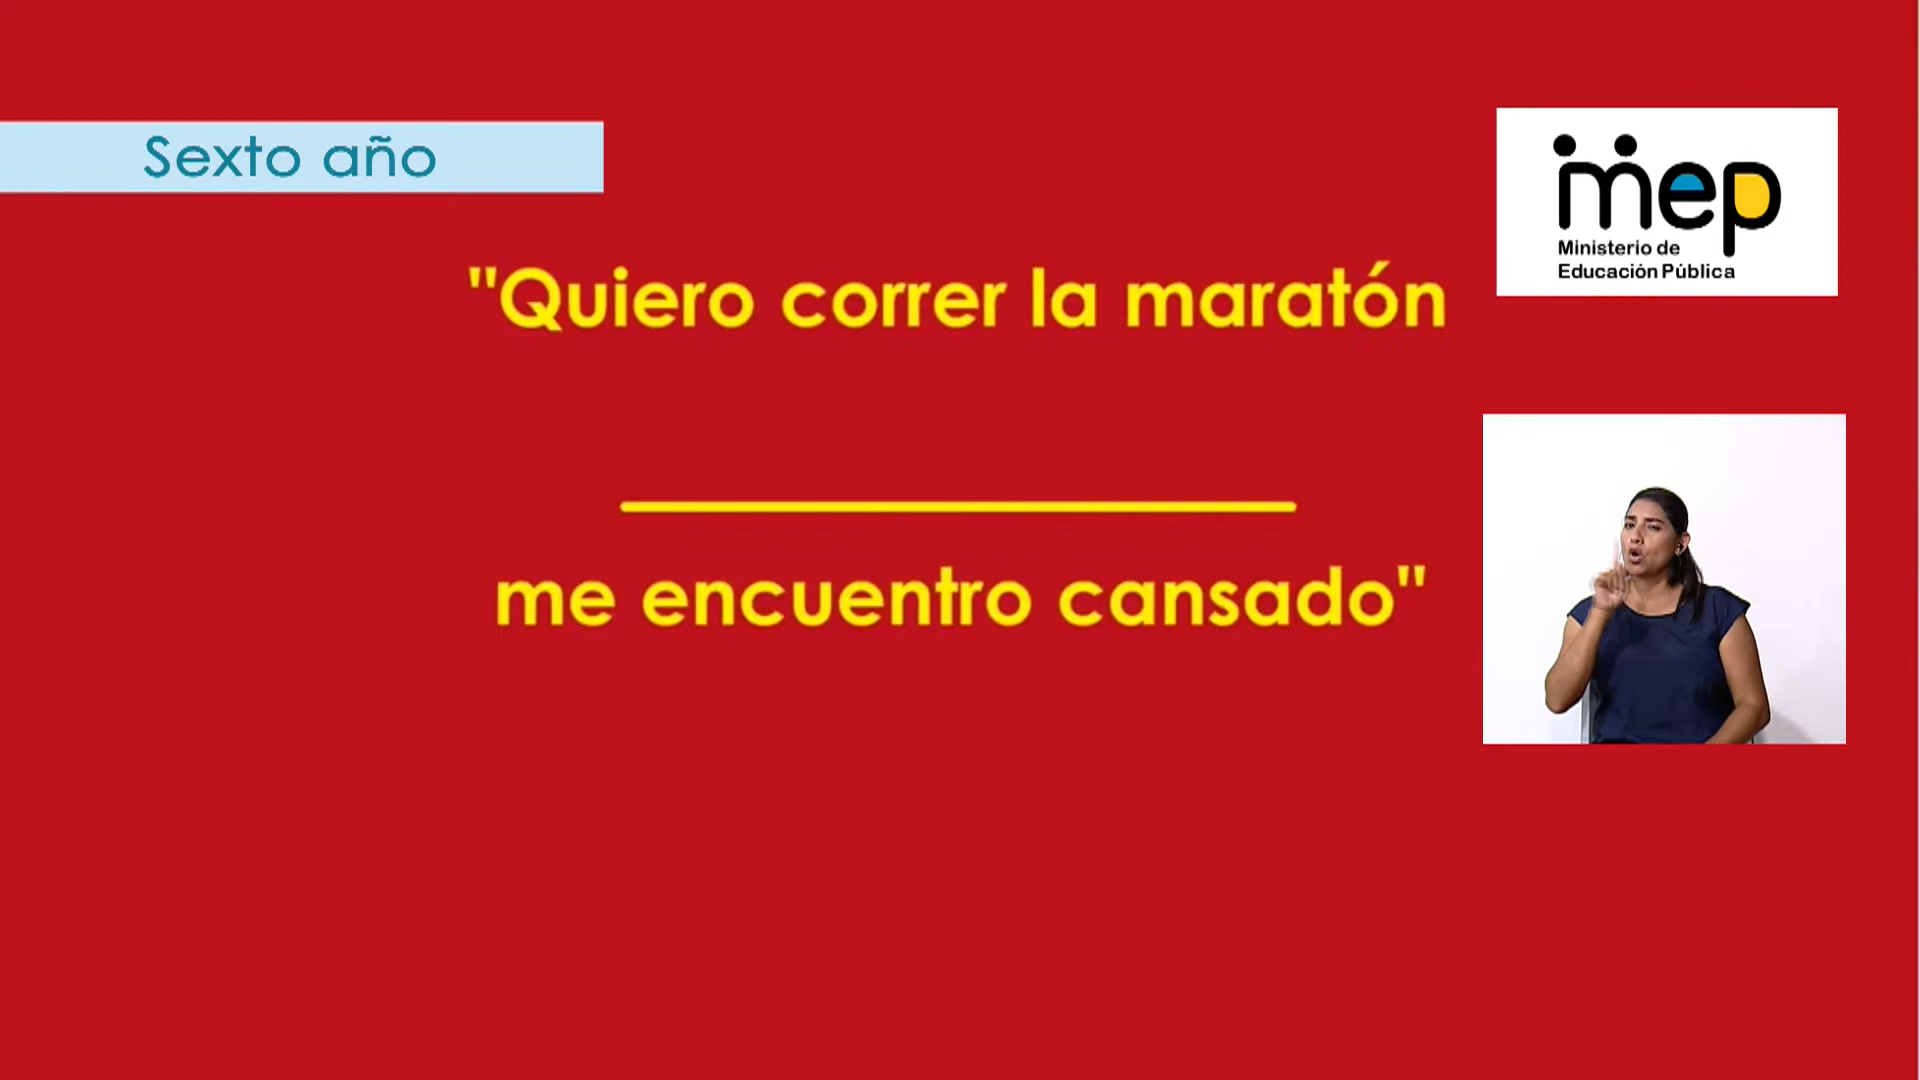 Sexto año
mep
Ministerio de
Educación Pública
"Quiero correr la maratón
me encuentro cansado"